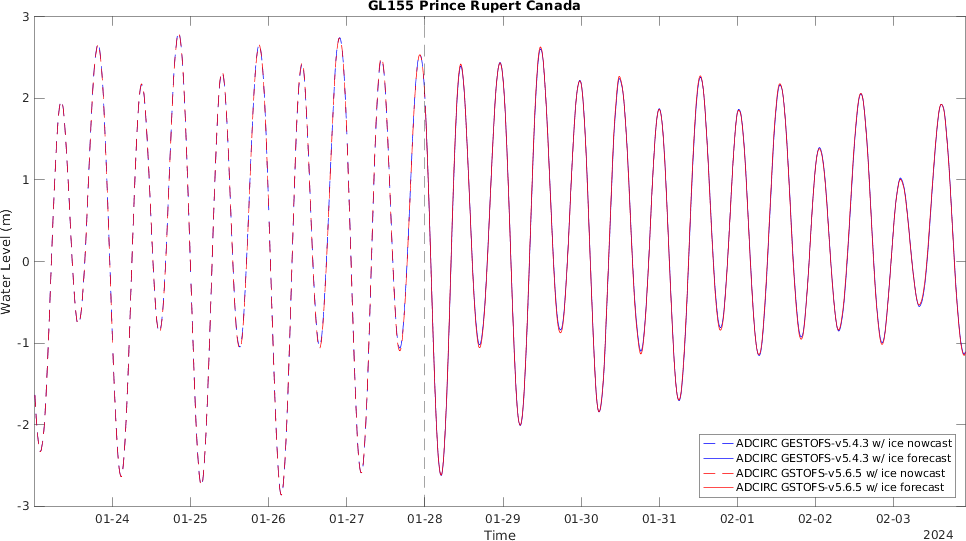 GL155 Prince Rupert Canada
3
2
1
0
-1
-2
-3
Water Level (m)
ADCIRC GESTOFS-v5.4.3 w/ ice nowcast
ADCIRC GESTOFS-v5.4.3 w/ ice forecast
ADCIRC GSTOFS-v5.6.5 w/ ice nowcast
ADCIRC GSTOFS-v5.6.5 w/ ice forecast
01-24 01-25 01-26 01-27 01-28 01-29 01-30 01-31 02-01 02-02 02-03
Time
2024